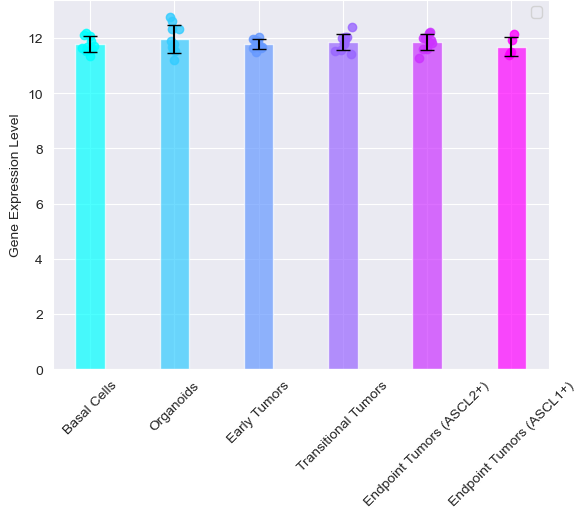 Gene Expression Level
12
10
8
6
4
2
0
Basal Cells
Organoids
Early Tumors
Transitional Tumors
Endpoint Tumors (ASCL2+)
Endpoint Tumors (ASCL1+)